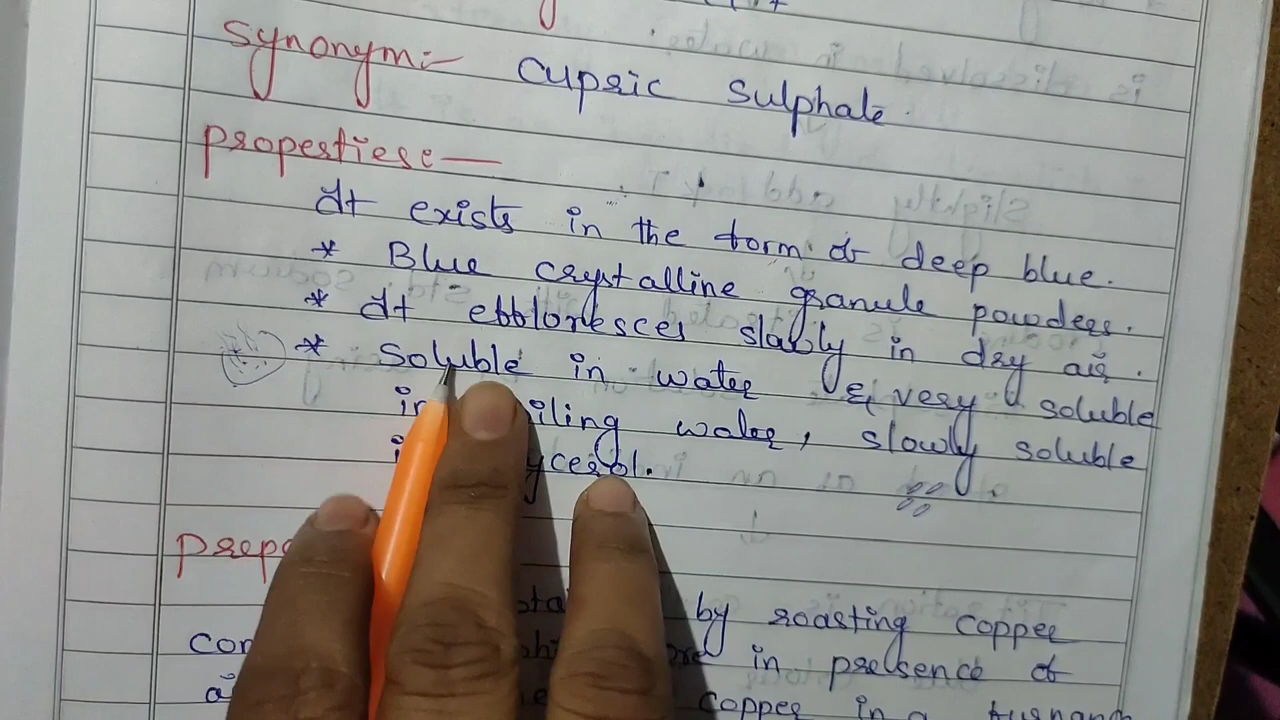 Synonym:- Cupric Sulphate.
Properties:-
It exists in the form of deep blue.
* Blue crystalline granule powders.
* It effloresces slowly in dry air.
* Soluble in water & very soluble
in boiling water, slowly soluble
in glycerol.
by roasting copper
in presence of
copper in a